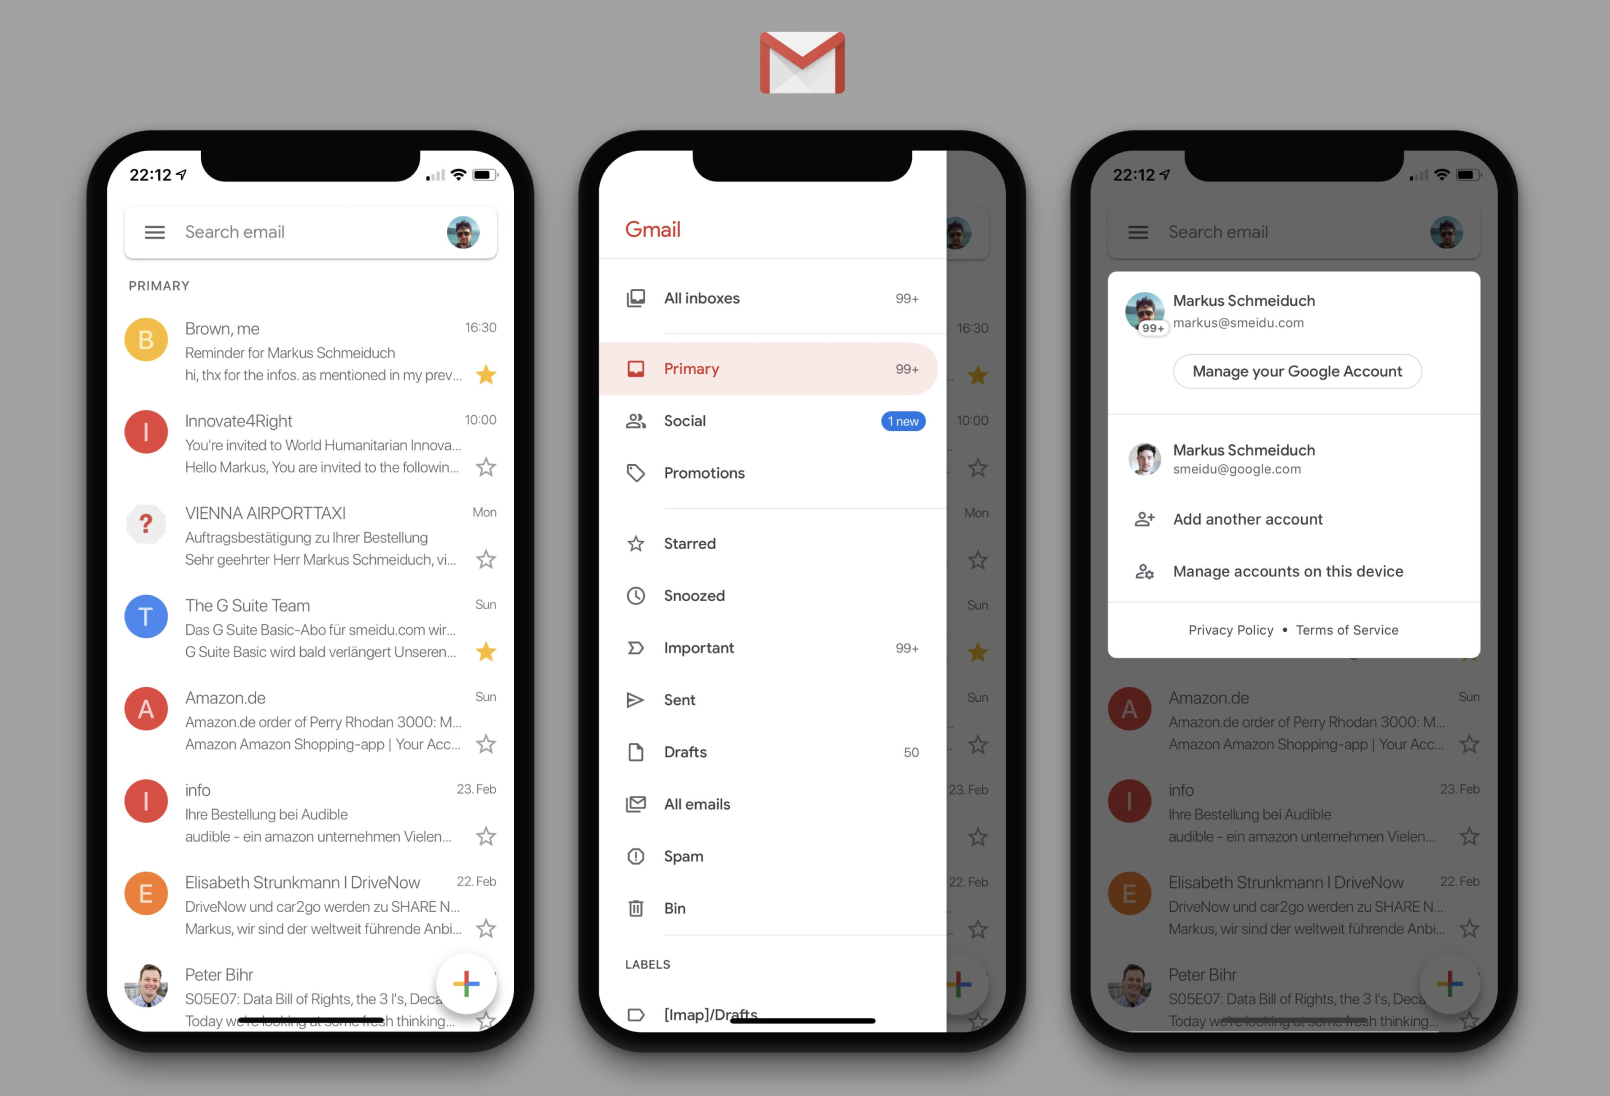 22:12
Search email
PRIMARY
B
Brown, me
16:30
Reminder for Markus Schmeiduch
hi, thx for the infos. as mentioned in my prev...
I
Innovate4Right
10:00
You're invited to World Humanitarian Innova...
Hello Markus, You are invited to the followin...
?
VIENNA AIRPORTTAXI
Mon
Auftragsbestätigung zu Ihrer Bestellung
Sehr geehrter Herr Markus Schmeiduch, vi...
T
The G Suite Team
Sun
Das G Suite Basic-Abo für smeidu.com wir...
G Suite Basic wird bald verlängert Unseren...
A
Amazon.de
Sun
Amazon.de order of Perry Rhodan 3000: M...
Amazon Amazon Shopping-app | Your Acc...
I
info
23. Feb
Ihre Bestellung bei Audible
audible - ein amazon unternehmen Vielen...
E
Elisabeth Strunkmann I DriveNow
22. Feb
DriveNow und car2go werden zu SHARE N...
Markus, wir sind der weltweit führende Anbi...
Peter Bihr
S05E07: Data Bill of Rights, the 3 I's, Deca
Today we're looking at some fresh thinking...
Gmail
All inboxes
99+
Primary
99+
Social
1 new
Promotions
Starred
Snoozed
Important
99+
Sent
Drafts
50
All emails
Spam
Bin
LABELS
[Imap]/Drafts
16:30
10:00
Mon
Sun
Sun
23. Feb
22. Feb
22:12
Search email
Markus Schmeiduch
99+
markus@smeidu.com
Manage your Google Account
Markus Schmeiduch
smeidu@google.com
Add another account
Manage accounts on this device
Privacy Policy • Terms of Service
A
Amazon.de
Sun
Amazon.de order of Perry Rhodan 3000: M...
Amazon Amazon Shopping-app | Your Acc...
I
info
23. Feb
Ihre Bestellung bei Audible
audible - ein amazon unternehmen Vielen...
E
Elisabeth Strunkmann I DriveNow
22. Feb
DriveNow und car2go werden zu SHARE N...
Markus, wir sind der weltweit führende Anbi...
Peter Bihr
S05E07: Data Bill of Rights, the 3 I's, Deca
Today we're looking at some fresh thinking...